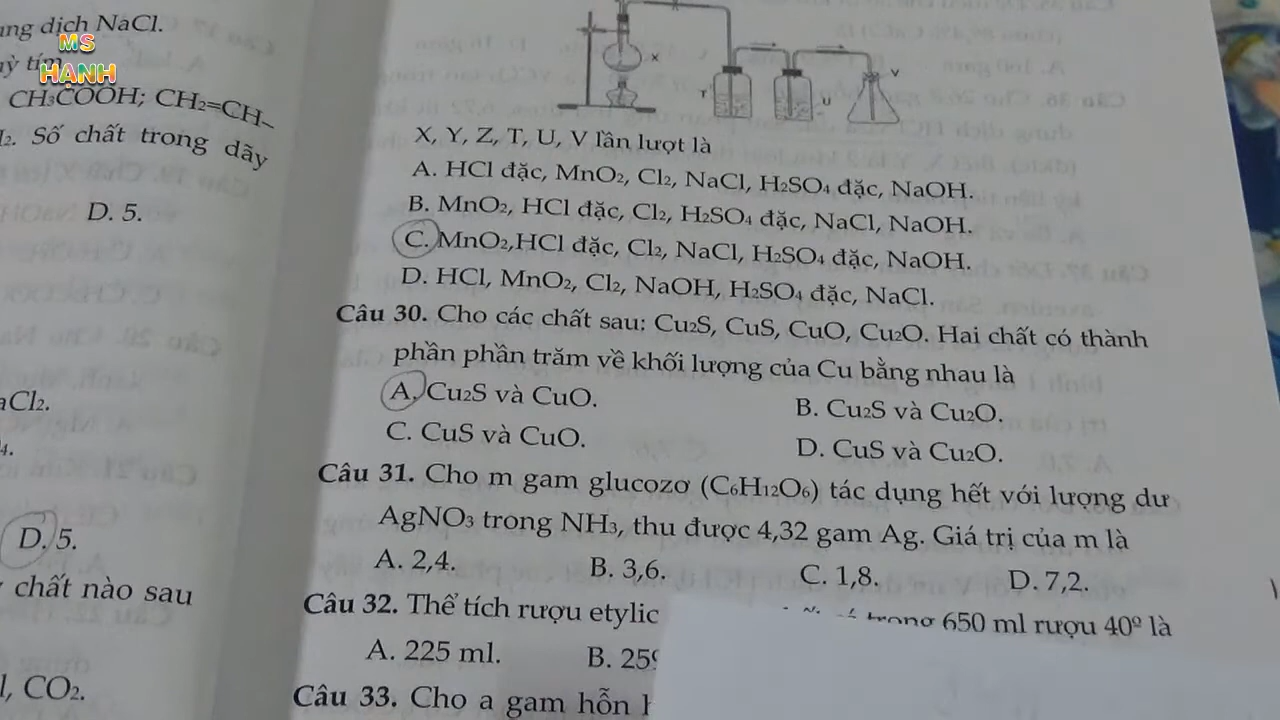 ng dịch NaCl.
MS
HẠNH
ỳ tím
CH₃COOH; CH₂=CH–
Số chất trong dãy
D. 5.
aCl₂.
D. 5.
chất nào sau
l, CO₂.
X
T
U
V
X, Y, Z, T, U, V lần lượt là
A. HCl đặc, MnO₂, Cl₂, NaCl, H₂SO₄ đặc, NaOH.
B. MnO₂, HCl đặc, Cl₂, H₂SO₄ đặc, NaCl, NaOH.
C. MnO₂,HCl đặc, Cl₂, NaCl, H₂SO₄ đặc, NaOH.
D. HCl, MnO₂, Cl₂, NaOH, H₂SO₄ đặc, NaCl.
Câu 30. Cho các chất sau: Cu₂S, CuS, CuO, Cu₂O. Hai chất có thành
phần phần trăm về khối lượng của Cu bằng nhau là
A. Cu₂S và CuO. B. Cu₂S và Cu₂O.
C. CuS và CuO. D. CuS và Cu₂O.
Câu 31. Cho m gam glucozơ (C₆H₁₂O₆) tác dụng hết với lượng dư
AgNO₃ trong NH₃, thu được 4,32 gam Ag. Giá trị của m là
A. 2,4. B. 3,6. C. 1,8. D. 7,2.
Câu 32. Thể tích rượu etylic trong 650 ml rượu 40º là
A. 225 ml. B. 259
Câu 33. Cho a gam hỗn